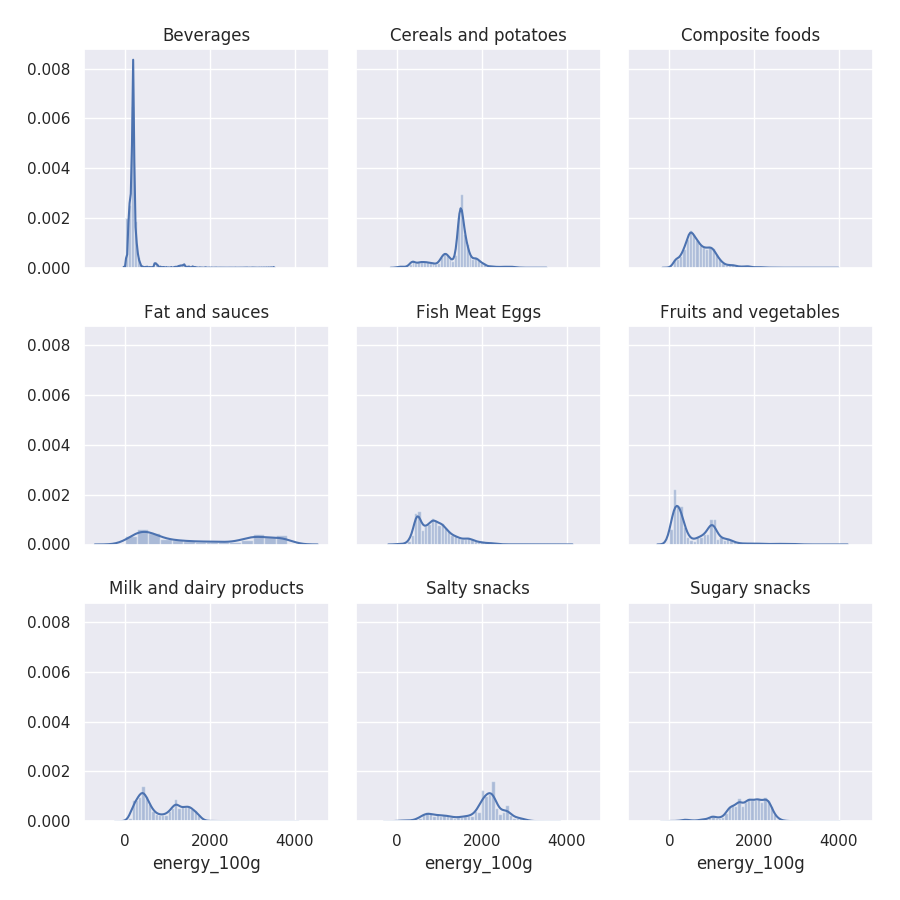 Beverages
Cereals and potatoes
Composite foods
0.008
0.006
0.004
0.002
0.000
Fat and sauces
Fish Meat Eggs
Fruits and vegetables
0.008
0.006
0.004
0.002
0.000
Milk and dairy products
Salty snacks
Sugary snacks
0.008
0.006
0.004
0.002
0.000
0 2000 4000
0 2000 4000
0 2000 4000
energy_100g
energy_100g
energy_100g